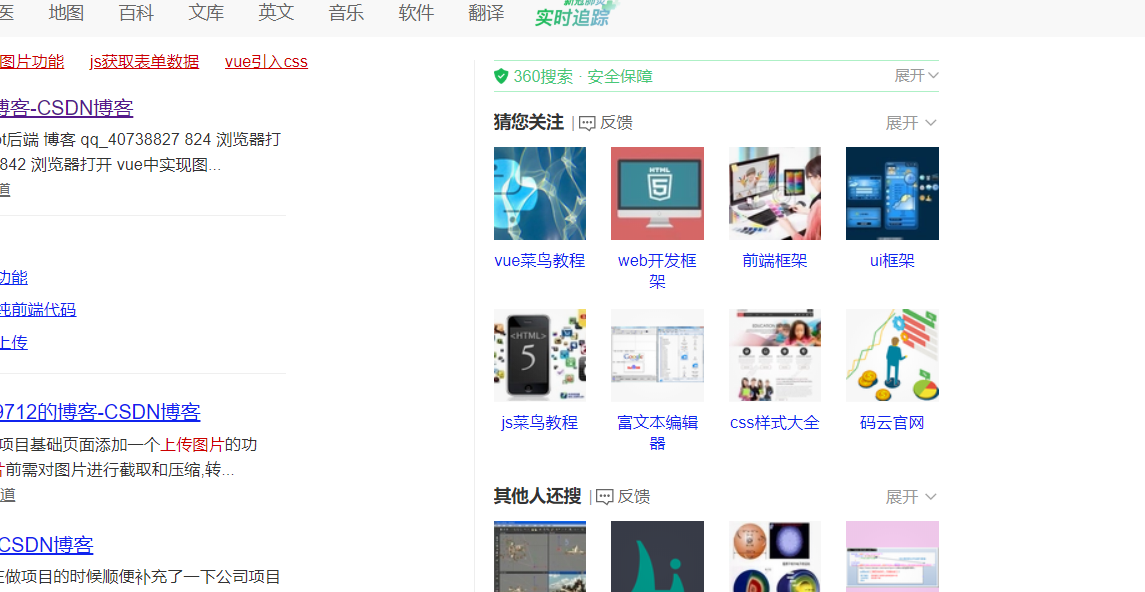 医 地图 百科 文库 英文 音乐 软件 翻译 实时追踪
图片功能 js获取表单数据 vue引入css
博客-CSDN博客
ot后端 博客 qq_40738827 824 浏览器打
842 浏览器打开 vue中实现图...
道
功能
纯前端代码
上传
9712的博客-CSDN博客
项目基础页面添加一个上传图片的功
片前需对图片进行截取和压缩,转...
道
CSDN博客
在做项目的时候顺便补充了一下公司项目
360搜索 · 安全保障 展开
猜您关注 | 反馈 展开
HTML
5
vue菜鸟教程 web开发框架 前端框架 ui框架
<HTML>
5
Google
js菜鸟教程 富文本编辑器 css样式大全 码云官网
其他人还搜 | 反馈 展开